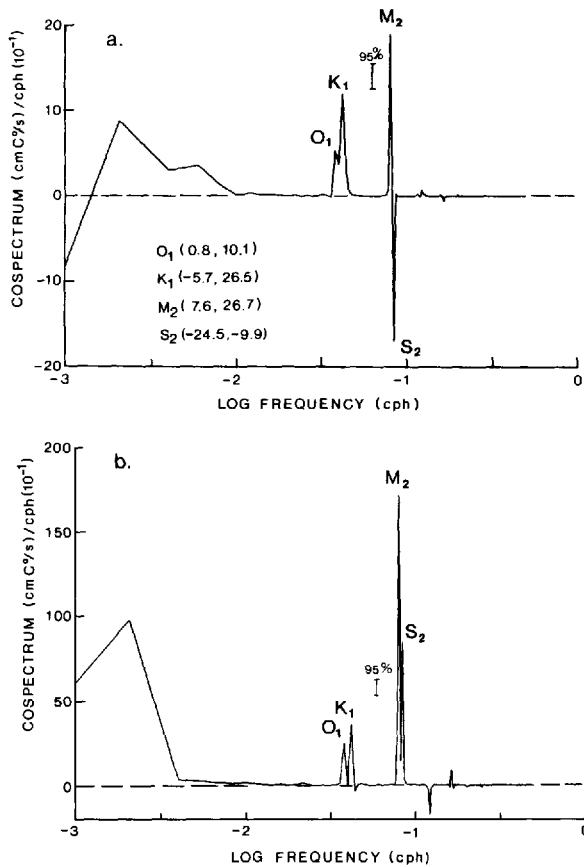 a.
M₂
95%
K₁
O₁
20
10
0
-10
-20
COSPECTRUM (cm C°/s)/cph (10⁻¹)
O₁ (0.8, 10.1)
K₁ (-5.7, 26.5)
M₂ (7.6, 26.7)
S₂ (-24.5, -9.9)
S₂
-3
-2
-1
0
LOG FREQUENCY (cph)
b.
M₂
S₂
95%
K₁
O₁
200
150
100
50
0
COSPECTRUM (cm C°/s)/cph (10⁻¹)
-3
-2
-1
0
LOG FREQUENCY (cph)